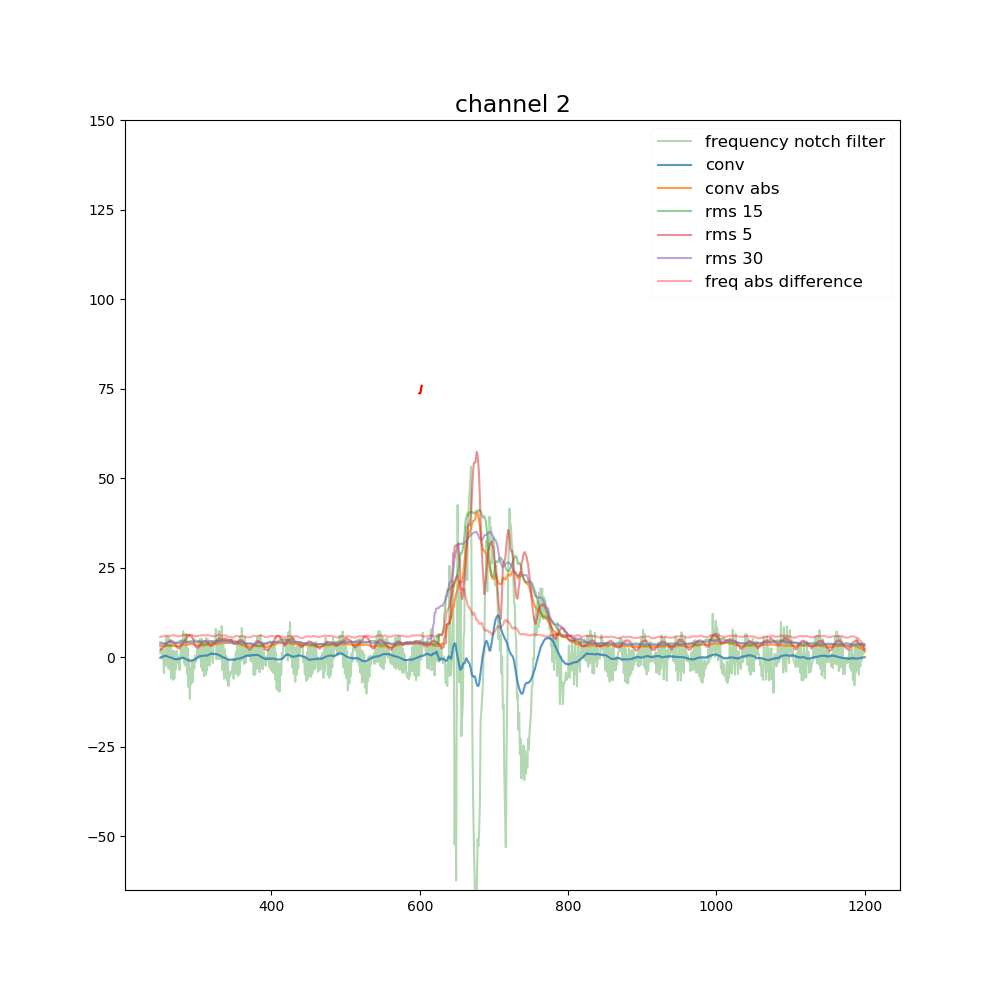 channel 2
150
125
100
75
50
25
0
−25
−50
400
600
800
1000
1200
frequency notch filter
conv
conv abs
rms 15
rms 5
rms 30
freq abs difference